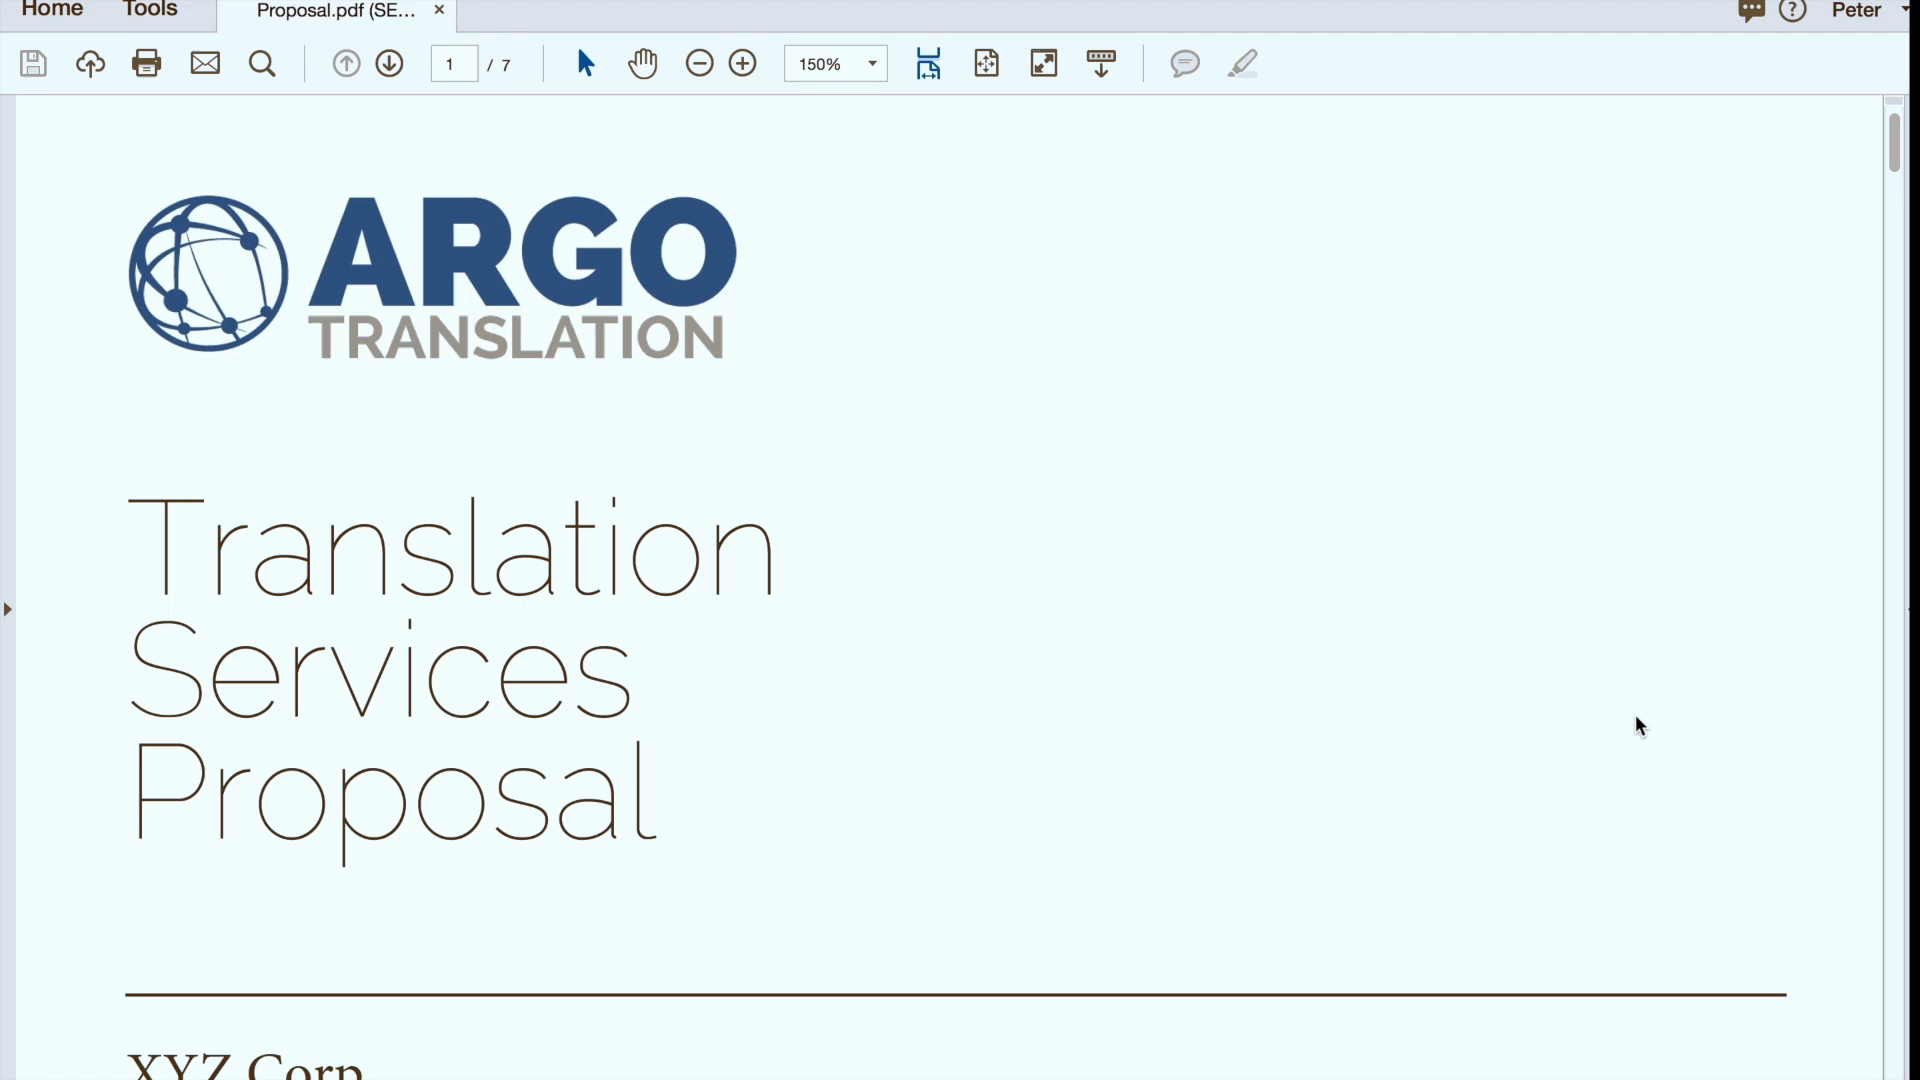 Home Tools Proposal.pdf (SE... × Peter
1 / 7 150%
ARGO
TRANSLATION
Translation
Services
Proposal
XYZ Corp